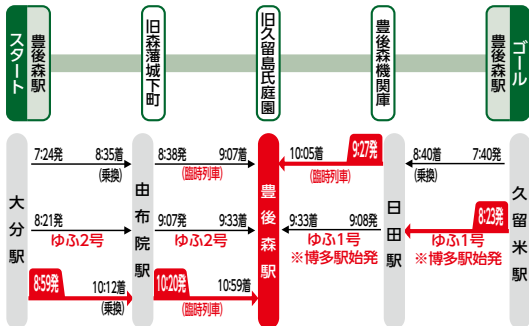 スタート 豊後森駅
旧森藩城下町
旧久留島氏庭園
豊後森機関庫
豊後森駅 ゴール
大分駅
7:24発 8:35着
(乗換)
8:21発
ゆふ2号
8:59発 10:12着
(乗換)
由布院駅
8:38発 9:07着
(臨時列車)
9:07発 9:33着
ゆふ2号
10:20発 10:59着
(臨時列車)
豊後森駅
10:05着 9:27発
(臨時列車)
9:33着 9:08発
ゆふ1号
※博多駅始発
日田駅
8:40着 7:40発
(乗換)
8:23発
ゆふ1号
※博多駅始発
久留米駅